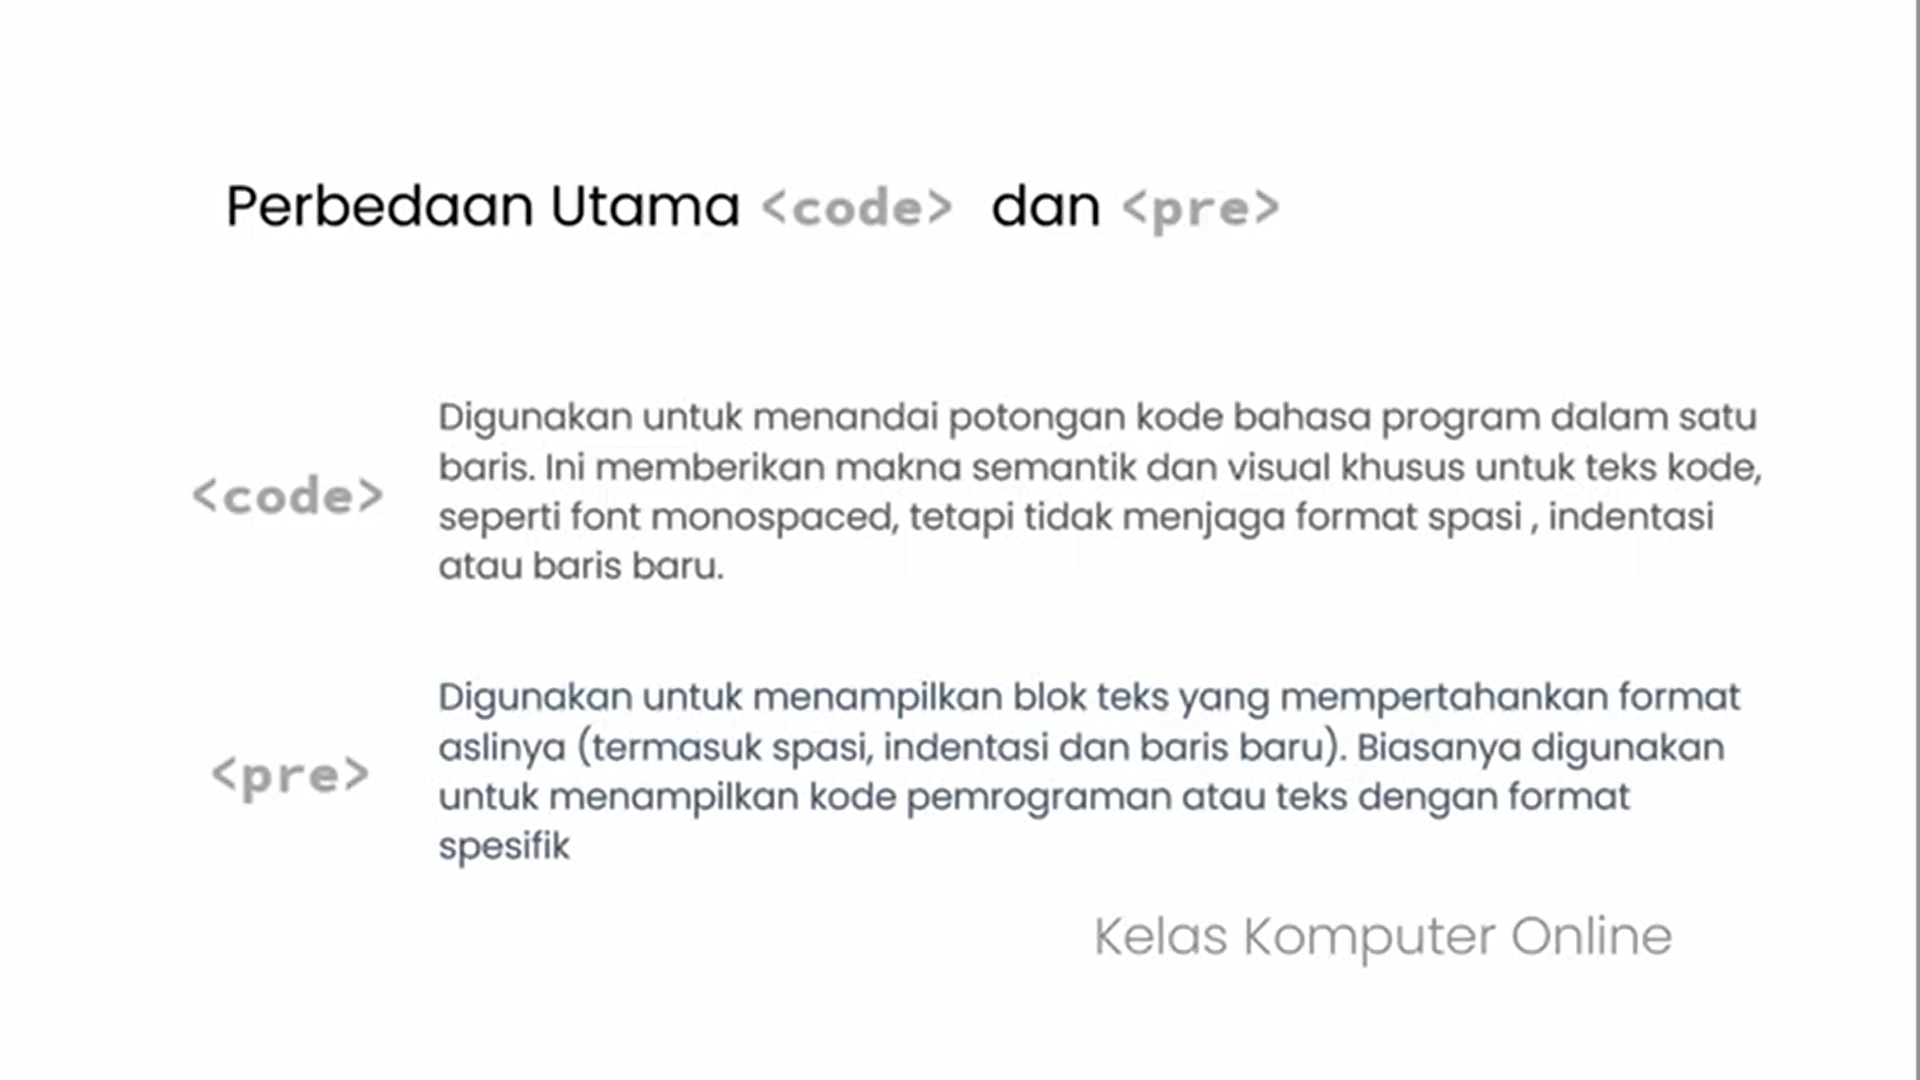 Perbedaan Utama <code> dan <pre>
<code>
Digunakan untuk menandai potongan kode bahasa program dalam satu
baris. Ini memberikan makna semantik dan visual khusus untuk teks kode,
seperti font monospaced, tetapi tidak menjaga format spasi , indentasi
atau baris baru.
<pre>
Digunakan untuk menampilkan blok teks yang mempertahankan format
aslinya (termasuk spasi, indentasi dan baris baru). Biasanya digunakan
untuk menampilkan kode pemrograman atau teks dengan format
spesifik
Kelas Komputer Online